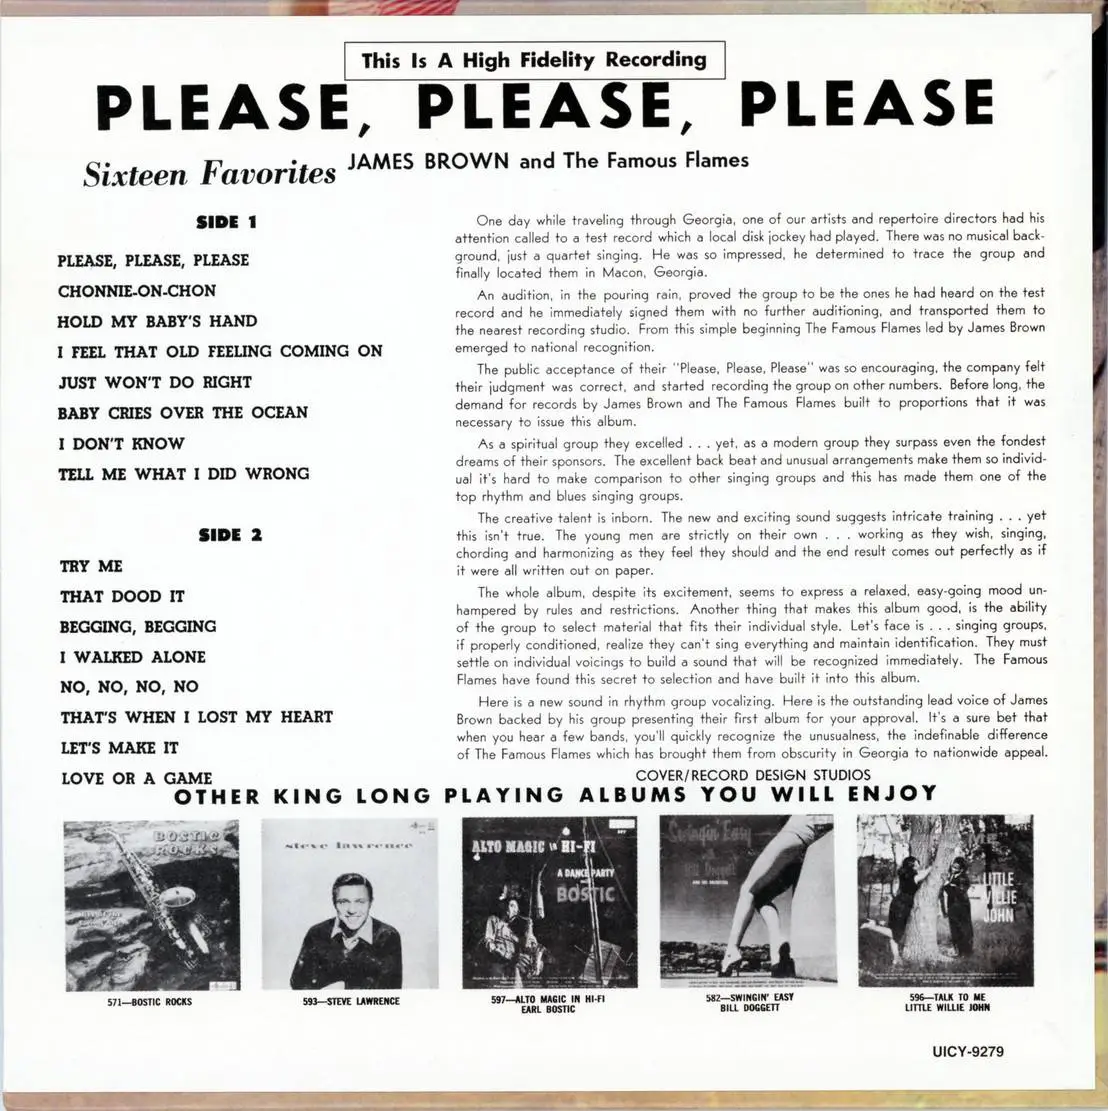 This Is A High Fidelity Recording
PLEASE, PLEASE, PLEASE
Sixteen Favorites JAMES BROWN and The Famous Flames
SIDE 1
PLEASE, PLEASE, PLEASE
CHONNIE-ON-CHON
HOLD MY BABY'S HAND
I FEEL THAT OLD FEELING COMING ON
JUST WON'T DO RIGHT
BABY CRIES OVER THE OCEAN
I DON'T KNOW
TELL ME WHAT I DID WRONG
SIDE 2
TRY ME
THAT DOOD IT
BEGGING, BEGGING
I WALKED ALONE
NO, NO, NO, NO
THAT'S WHEN I LOST MY HEART
LET'S MAKE IT
LOVE OR A GAME
One day while traveling through Georgia, one of our artists and repertoire directors had his
attention called to a test record which a local disk jockey had played. There was no musical back-
ground, just a quartet singing. He was so impressed, he determined to trace the group and
finally located them in Macon, Georgia.
An audition, in the pouring rain, proved the group to be the ones he had heard on the test
record and he immediately signed them with no further auditioning, and transported them to
the nearest recording studio. From this simple beginning The Famous Flames led by James Brown
emerged to national recognition.
The public acceptance of their "Please, Please, Please" was so encouraging, the company felt
their judgment was correct, and started recording the group on other numbers. Before long, the
demand for records by James Brown and The Famous Flames built to proportions that it was
necessary to issue this album.
As a spiritual group they excelled . . . yet, as a modern group they surpass even the fondest
dreams of their sponsors. The excellent back beat and unusual arrangements make them so individ-
ual it's hard to make comparison to other singing groups and this has made them one of the
top rhythm and blues singing groups.
The creative talent is inborn. The new and exciting sound suggests intricate training . . . yet
this isn't true. The young men are strictly on their own . . . working as they wish, singing,
chording and harmonizing as they feel they should and the end result comes out perfectly as if
it were all written out on paper.
The whole album, despite its excitement, seems to express a relaxed, easy-going mood un-
hampered by rules and restrictions. Another thing that makes this album good, is the ability
of the group to select material that fits their individual style. Let's face is . . . singing groups,
if properly conditioned, realize they can't sing everything and maintain identification. They must
settle on individual voicings to build a sound that will be recognized immediately. The Famous
Flames have found this secret to selection and have built it into this album.
Here is a new sound in rhythm group vocalizing. Here is the outstanding lead voice of James
Brown backed by his group presenting their first album for your approval. It's a sure bet that
when you hear a few bands, you'll quickly recognize the unusualness, the indefinable difference
of The Famous Flames which has brought them from obscurity in Georgia to nationwide appeal.
COVER/RECORD DESIGN STUDIOS
OTHER KING LONG PLAYING ALBUMS YOU WILL ENJOY
BOSTIC
ROCKS
steve lawrence
ALTO MAGIC in HI-FI
A DANCE PARTY
BOSTIC
Swingin' Easy
Bill Doggett
AND HIS ORCHESTRA
LITTLE
WILLIE
JOHN
571—BOSTIC ROCKS
593—STEVE LAWRENCE
597—ALTO MAGIC IN HI-FI
EARL BOSTIC
582—SWINGIN' EASY
BILL DOGGETT
596—TALK TO ME
LITTLE WILLIE JOHN
UICY-9279